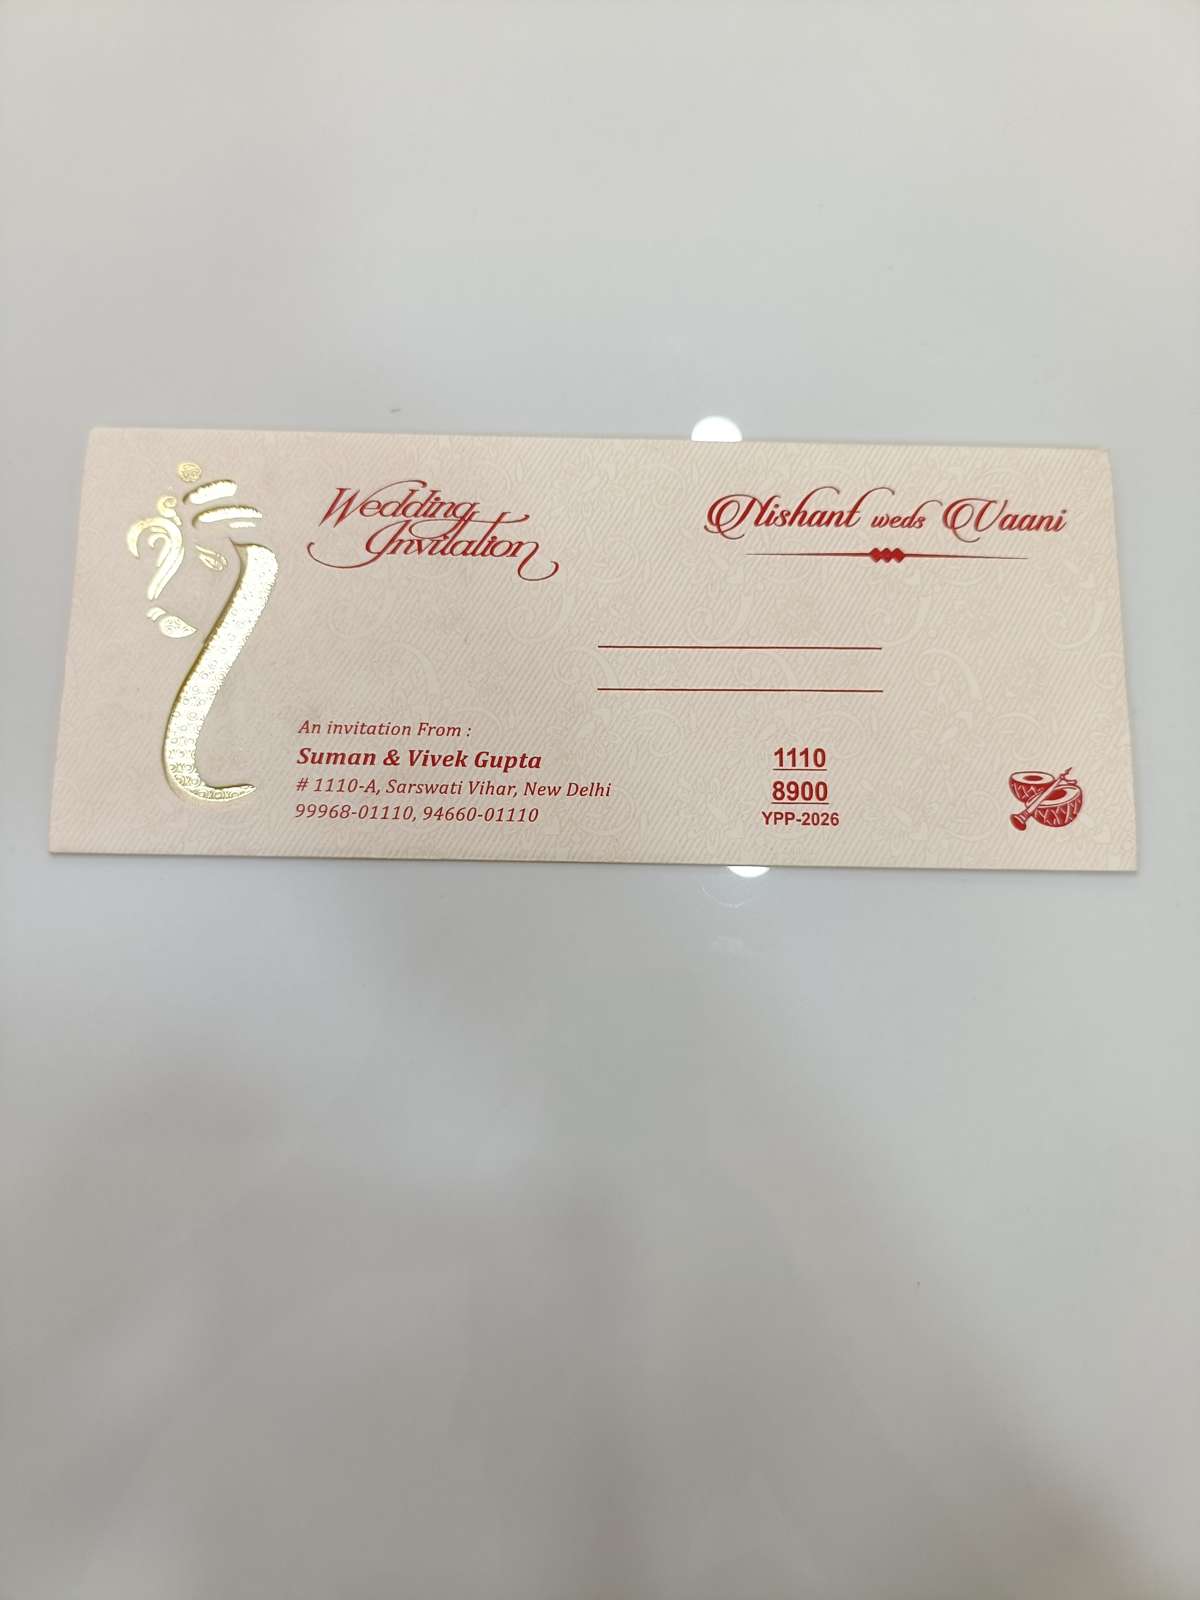 Wedding
Invitation
Nishant weds Vaani
An invitation From :
Suman & Vivek Gupta
# 1110-A, Sarswati Vihar, New Delhi
99968-01110, 94660-01110
1110
8900
YPP-2026